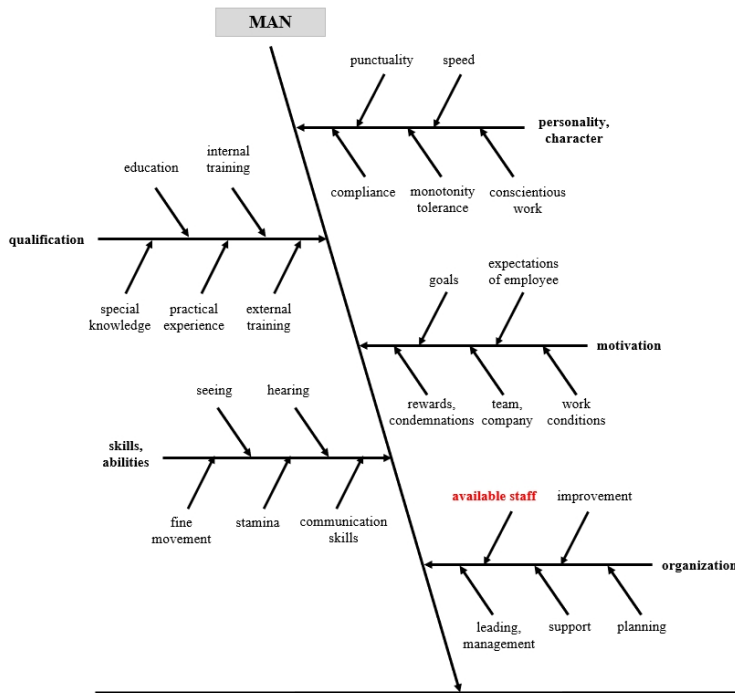 MAN
punctuality
speed
personality,
character
compliance
monotonity
tolerance
conscientious
work
education
internal
training
qualification
special
knowledge
practical
experience
external
training
goals
expectations
of employee
motivation
rewards,
condemnations
team,
company
work
conditions
seeing
hearing
skills,
abilities
fine
movement
stamina
communication
skills
available staff
improvement
organization
leading,
management
support
planning